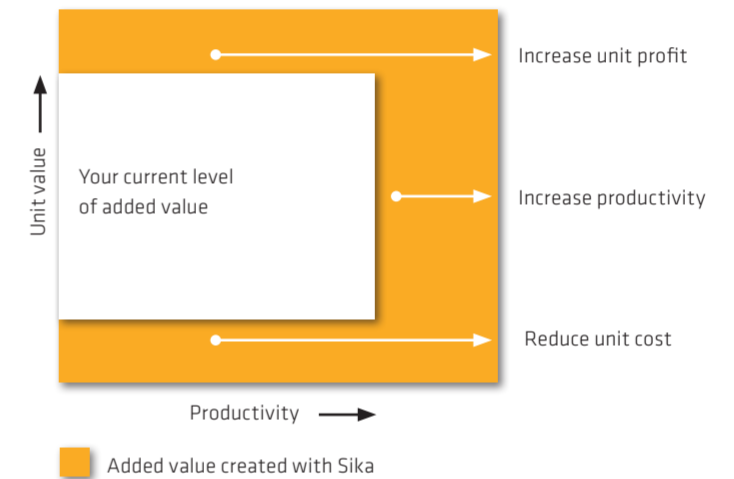 Increase unit profit
Unit value
Your current level
of added value
Increase productivity
Reduce unit cost
Productivity
Added value created with Sika